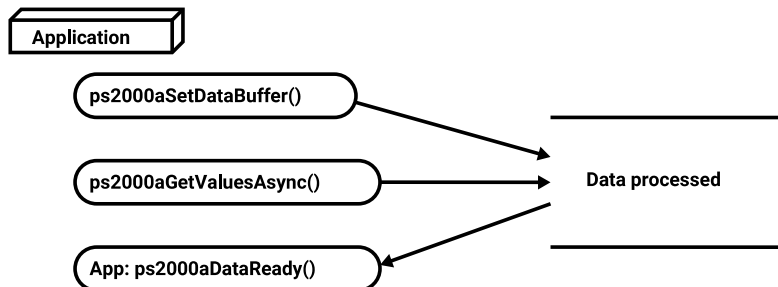 Application
ps2000aSetDataBuffer()
ps2000aGetValuesAsync()
Data processed
App: ps2000aDataReady()